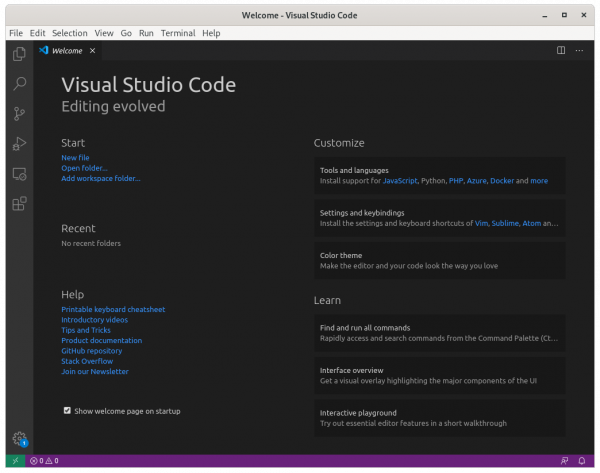 Welcome - Visual Studio Code
File Edit Selection View Go Run Terminal Help
Welcome
Visual Studio Code
Editing evolved
Start
New file
Open folder...
Add workspace folder...
Recent
No recent folders
Help
Printable keyboard cheatsheet
Introductory videos
Tips and Tricks
Product documentation
GitHub repository
Stack Overflow
Join our Newsletter
Show welcome page on startup
Customize
Tools and languages
Install support for JavaScript, Python, PHP, Azure, Docker and more
Settings and keybindings
Install the settings and keyboard shortcuts of Vim, Sublime, Atom an...
Color theme
Make the editor and your code look the way you love
Learn
Find and run all commands
Rapidly access and search commands from the Command Palette (Ct...
Interface overview
Get a visual overlay highlighting the major components of the UI
Interactive playground
Try out essential editor features in a short walkthrough
1
0 0